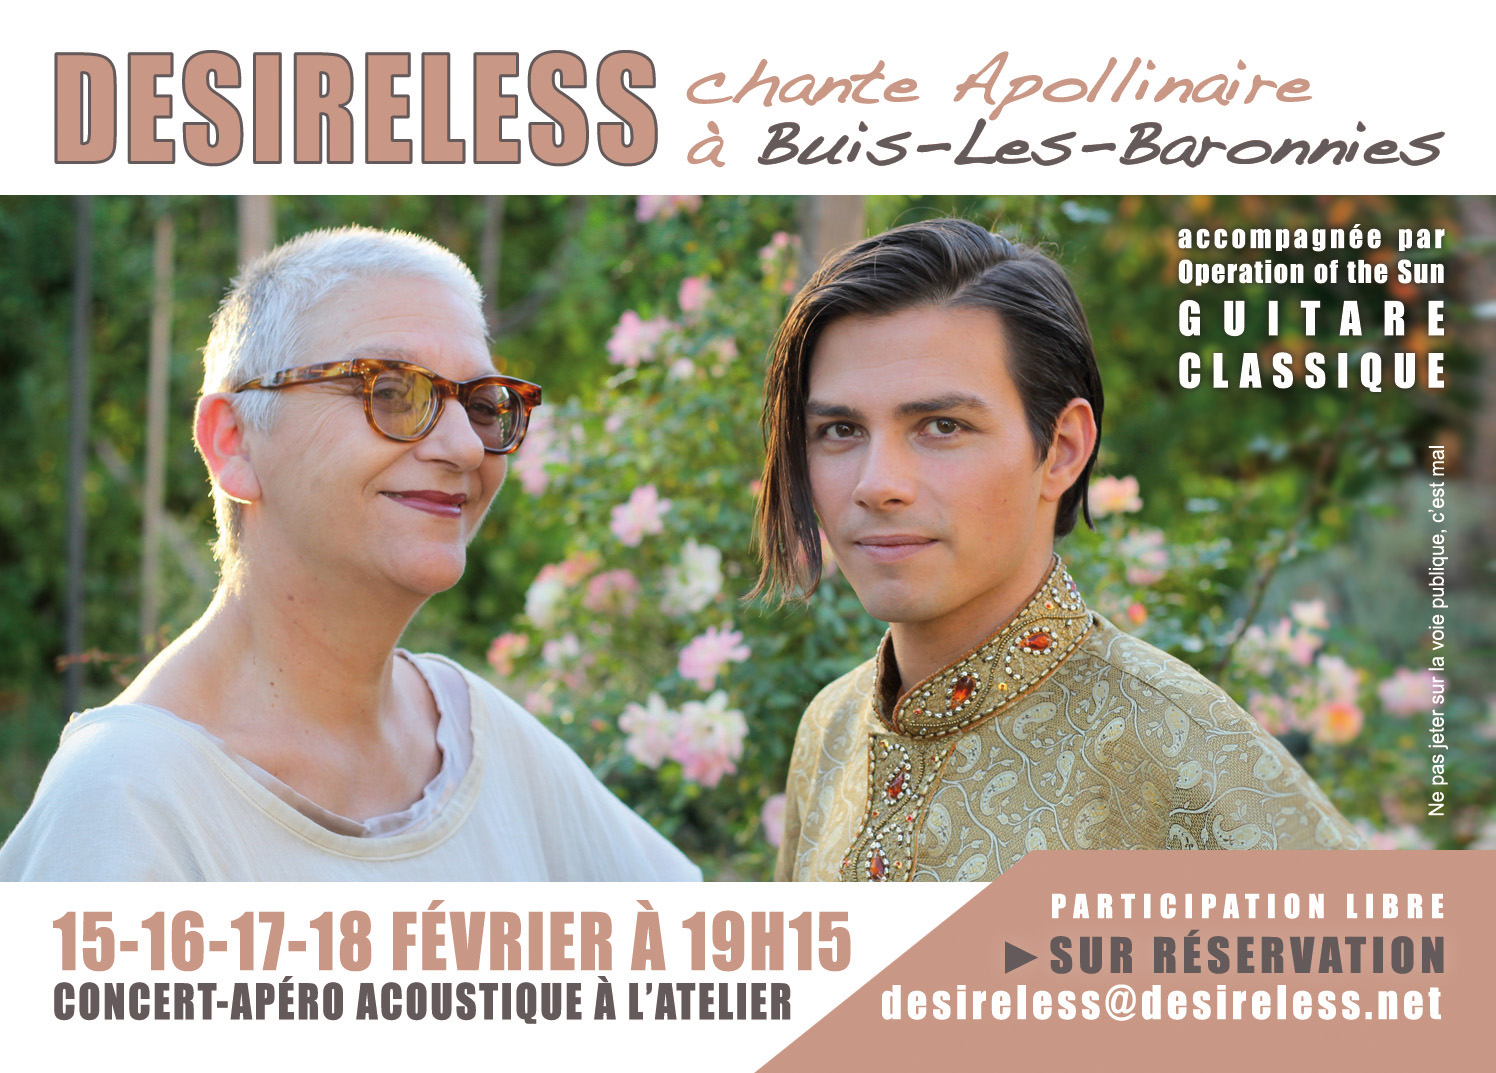 DESIRELESS
chante Apollinaire
à Buis-Les-Baronnies
accompagnée par
Operation of the Sun
GUITARE
CLASSIQUE
Ne pas jeter sur la voie publique, c'est mal
15-16-17-18 FÉVRIER À 19H15
CONCERT-APÉRO ACOUSTIQUE À L'ATELIER
PARTICIPATION LIBRE
►SUR RÉSERVATION
desireless@desireless.net